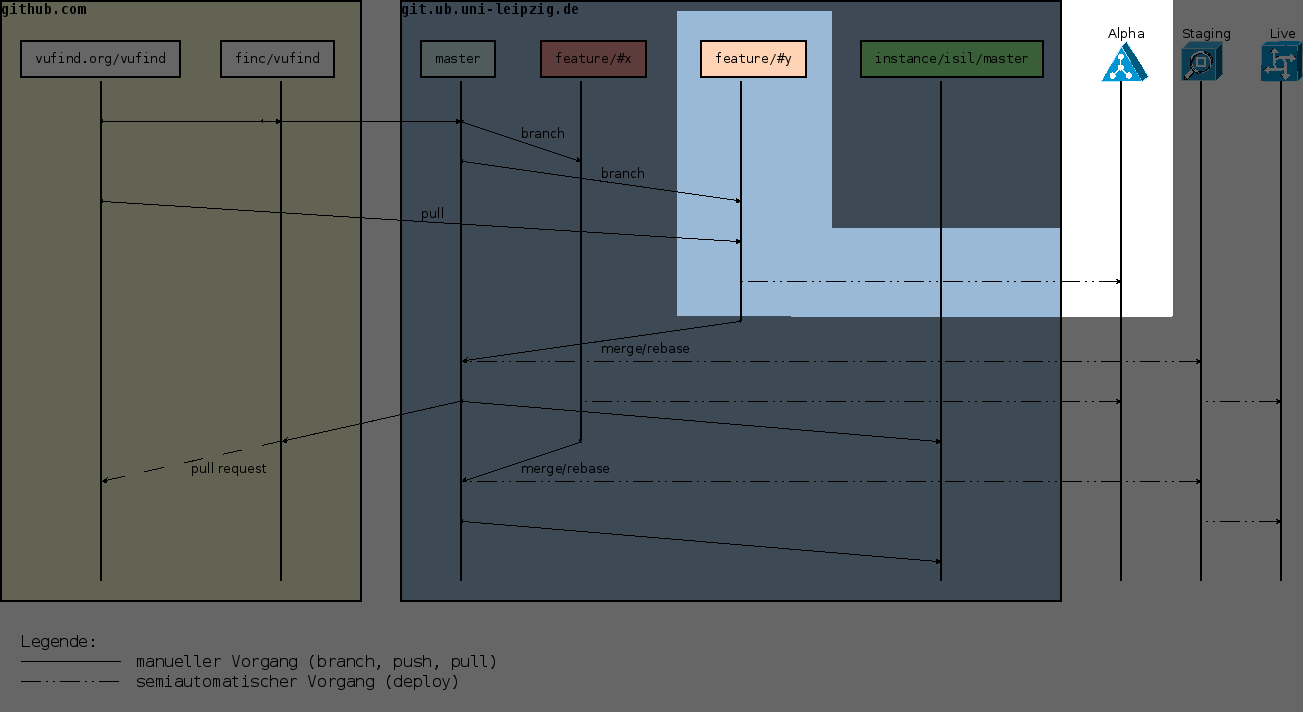 github.com
git.ub.uni-leipzig.de
vufind.org/vufind
finc/vufind
master
feature/#x
feature/#y
instance/isil/master
Alpha
Staging
Live
branch
branch
pull
merge/rebase
pull request
merge/rebase
Legende:
manueller Vorgang (branch, push, pull)
semiautomatischer Vorgang (deploy)